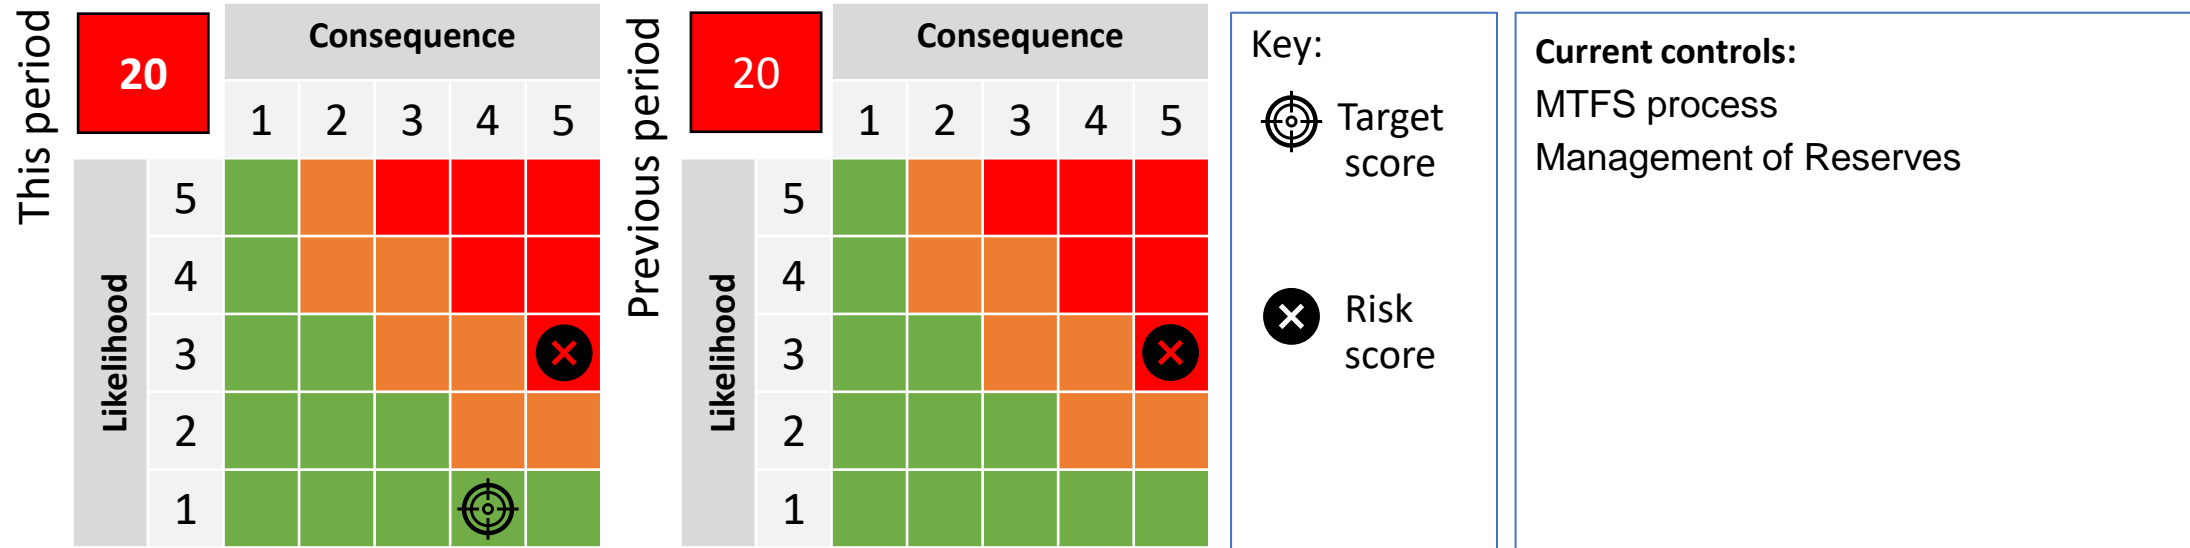 This period
20
Consequence
1 2 3 4 5
Likelihood
5
4
3
2
1
Previous period
20
Consequence
1 2 3 4 5
Likelihood
5
4
3
2
1
Key:
Target
score
Risk
score
Current controls:
MTFS process
Management of Reserves